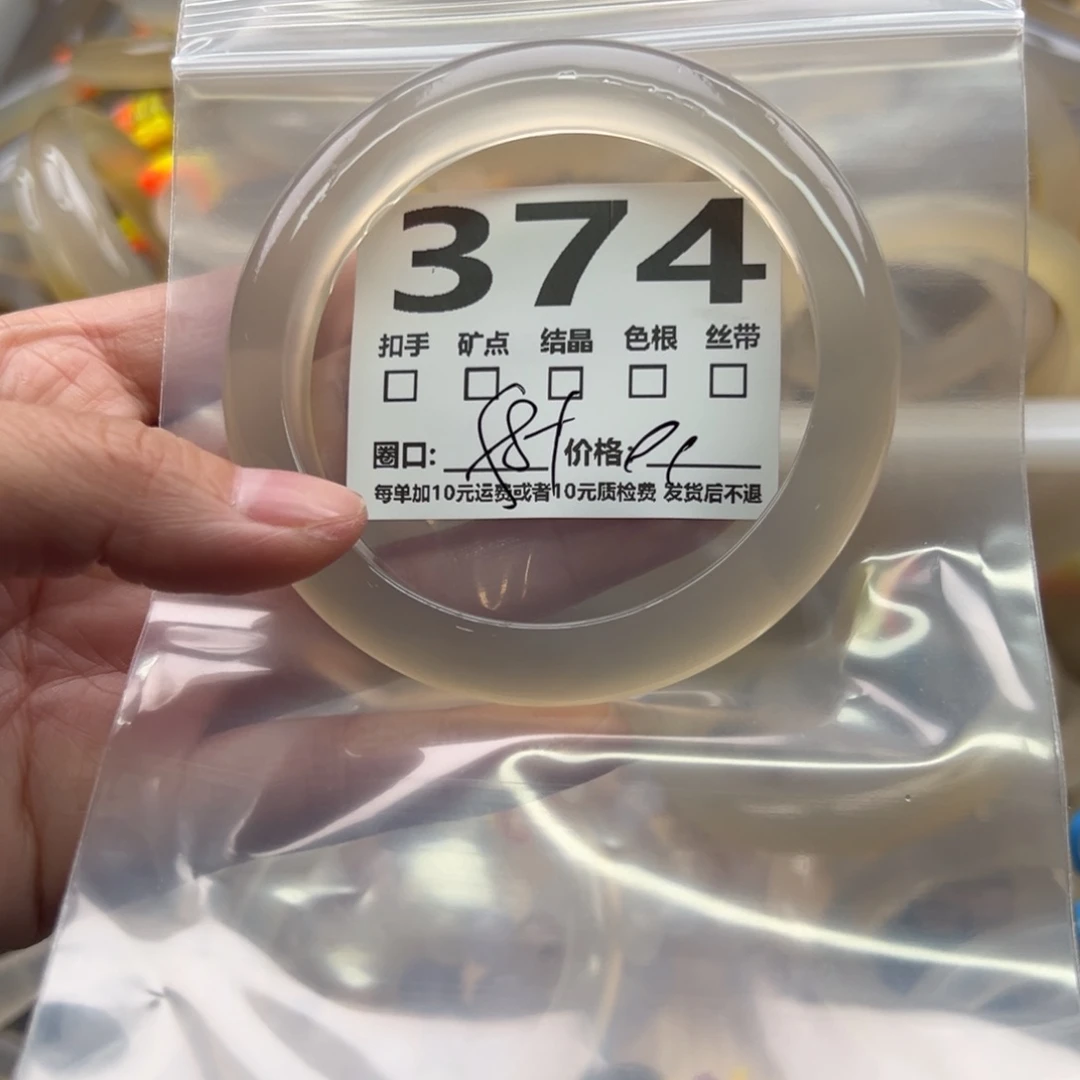 374
扣手 矿点 结晶 色根 丝带
□ □ □ □ □
圈口: 价格:
每单加10元运费或者10元质检费 发货后不退